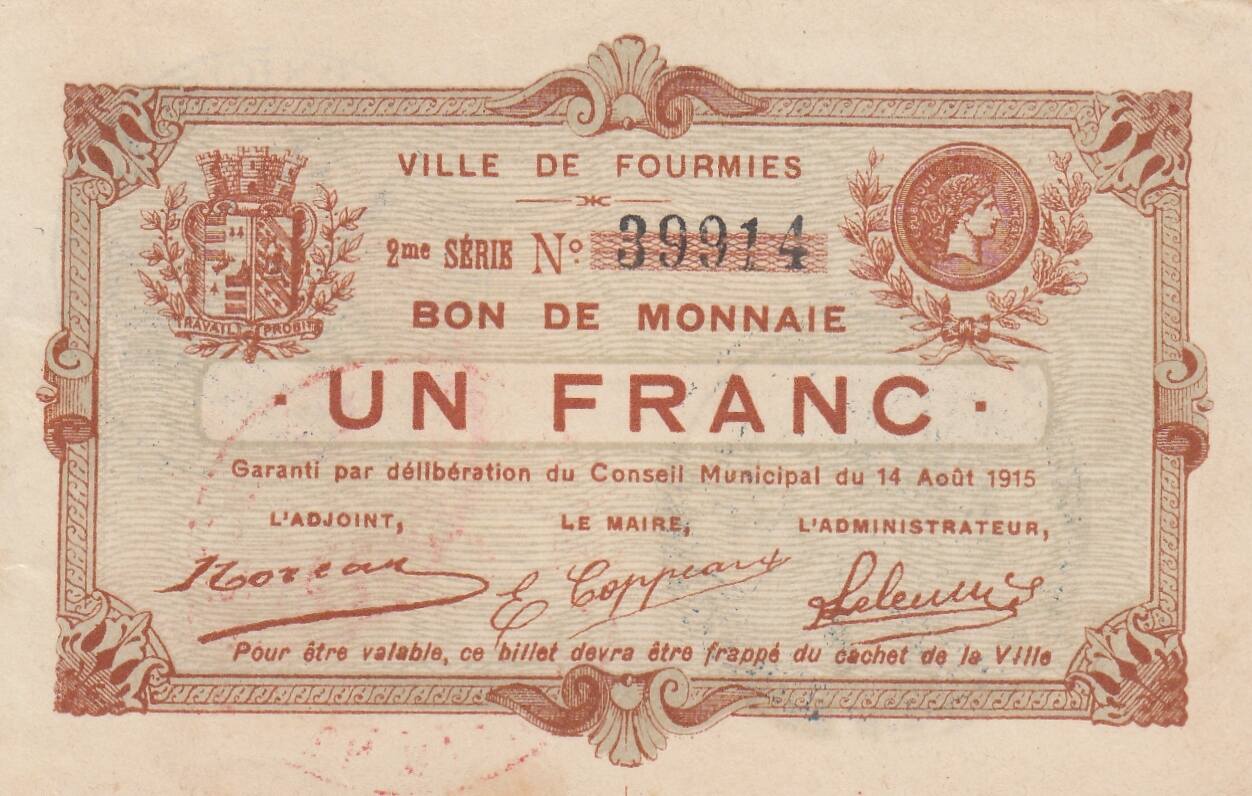 VILLE DE FOURMIES
2me SÉRIE No 39914
BON DE MONNAIE
TRAVAIL PROBITÉ
· UN FRANC ·
Garanti par délibération du Conseil Municipal du 14 Août 1915
L'ADJOINT, LE MAIRE, L'ADMINISTRATEUR,
E Coppeaux
Pour être valable, ce billet devra être frappé du cachet de la Ville